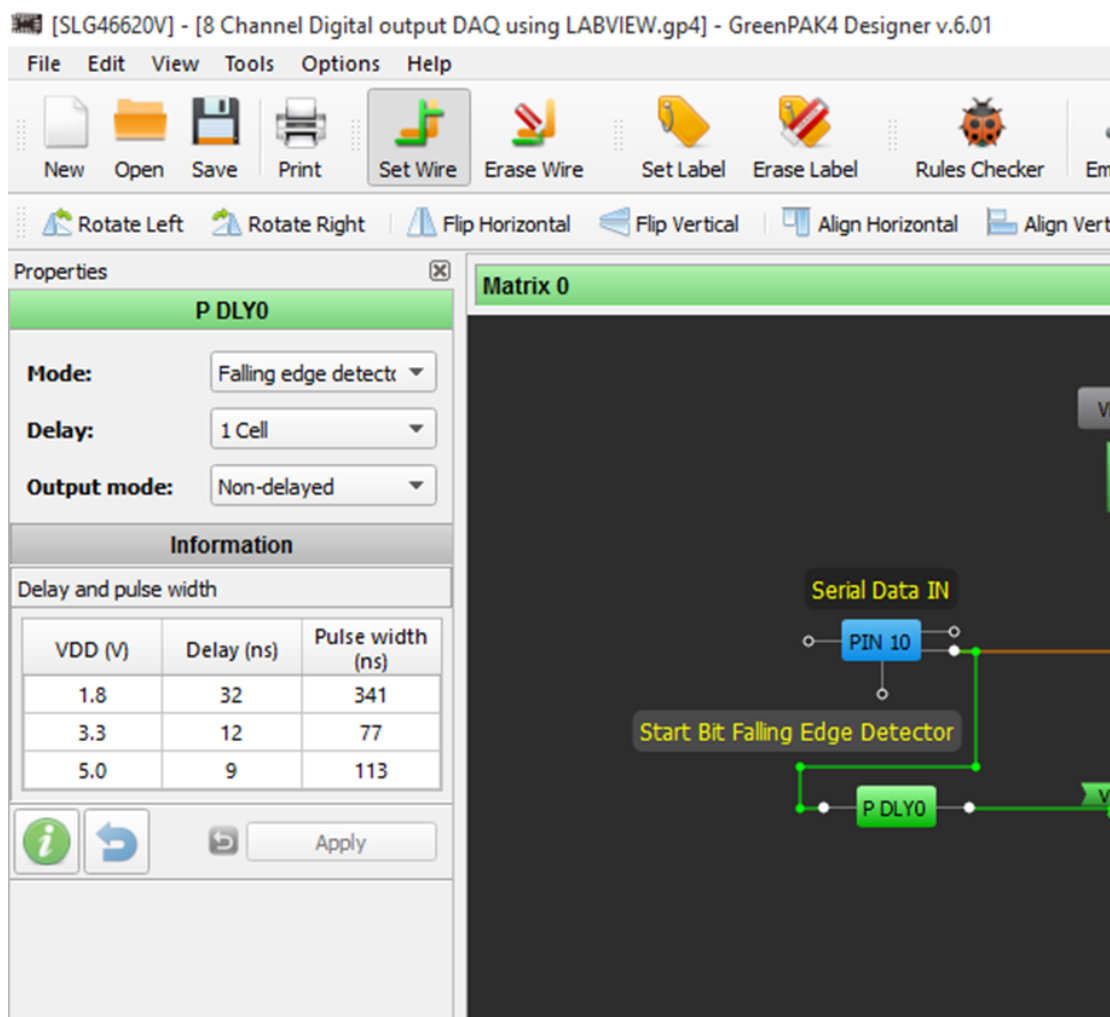 [SLG46620V] - [8 Channel Digital output DAQ using LABVIEW.gp4] - GreenPAK4 Designer v.6.01
File Edit View Tools Options Help
New Open Save Print Set Wire Erase Wire Set Label Erase Label Rules Checker Em
Rotate Left Rotate Right Flip Horizontal Flip Vertical Align Horizontal Align Vert
Properties
P DLY0
Mode: Falling edge detect
Delay: 1 Cell
Output mode: Non-delayed
Information
Delay and pulse width
VDD (V) Delay (ns) Pulse width (ns)
1.8 32 341
3.3 12 77
5.0 9 113
Apply
Matrix 0
V
Serial Data IN
PIN 10
Start Bit Falling Edge Detector
P DLY0
V